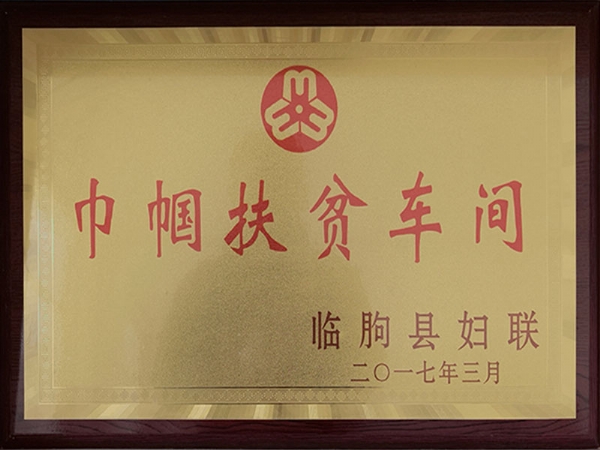 巾帼扶贫车间
临朐县妇联
二〇一七年三月